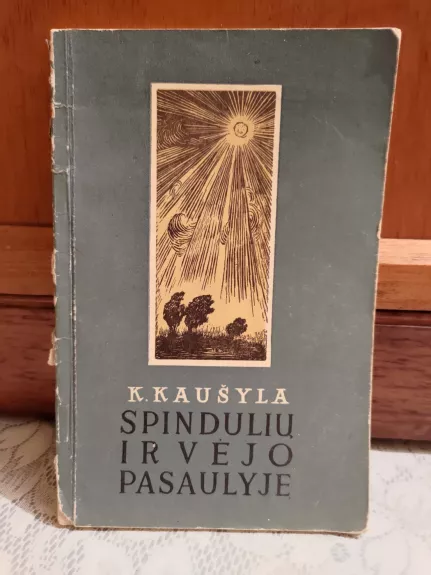 K. KAUŠYLA
SPINDULIŲ
IR VĖJO
PASAULYJE